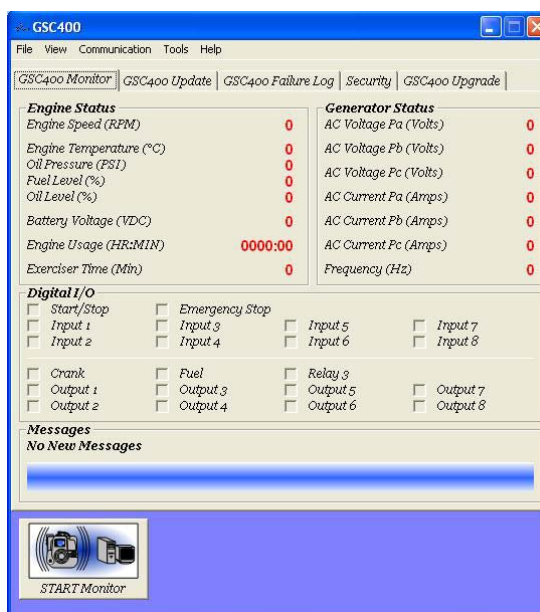 GSC400
File View Communication Tools Help
GSC400 Monitor GSC400 Update GSC400 Failure Log Security GSC400 Upgrade
Engine Status
Engine Speed (RPM) 0
Engine Temperature (°C) 0
Oil Pressure (PSI) 0
Fuel Level (%) 0
Oil Level (%) 0
Battery Voltage (VDC) 0
Engine Usage (HR:MIN) 0000:00
Exerciser Time (Min) 0
Generator Status
AC Voltage Pa (Volts) 0
AC Voltage Pb (Volts) 0
AC Voltage Pc (Volts) 0
AC Current Pa (Amps) 0
AC Current Pb (Amps) 0
AC Current Pc (Amps) 0
Frequency (Hz) 0
Digital I/O
Start/Stop Emergency Stop
Input 1 Input 3 Input 5 Input 7
Input 2 Input 4 Input 6 Input 8
Crank Fuel Relay 3
Output 1 Output 3 Output 5 Output 7
Output 2 Output 4 Output 6 Output 8
Messages
No New Messages
START Monitor